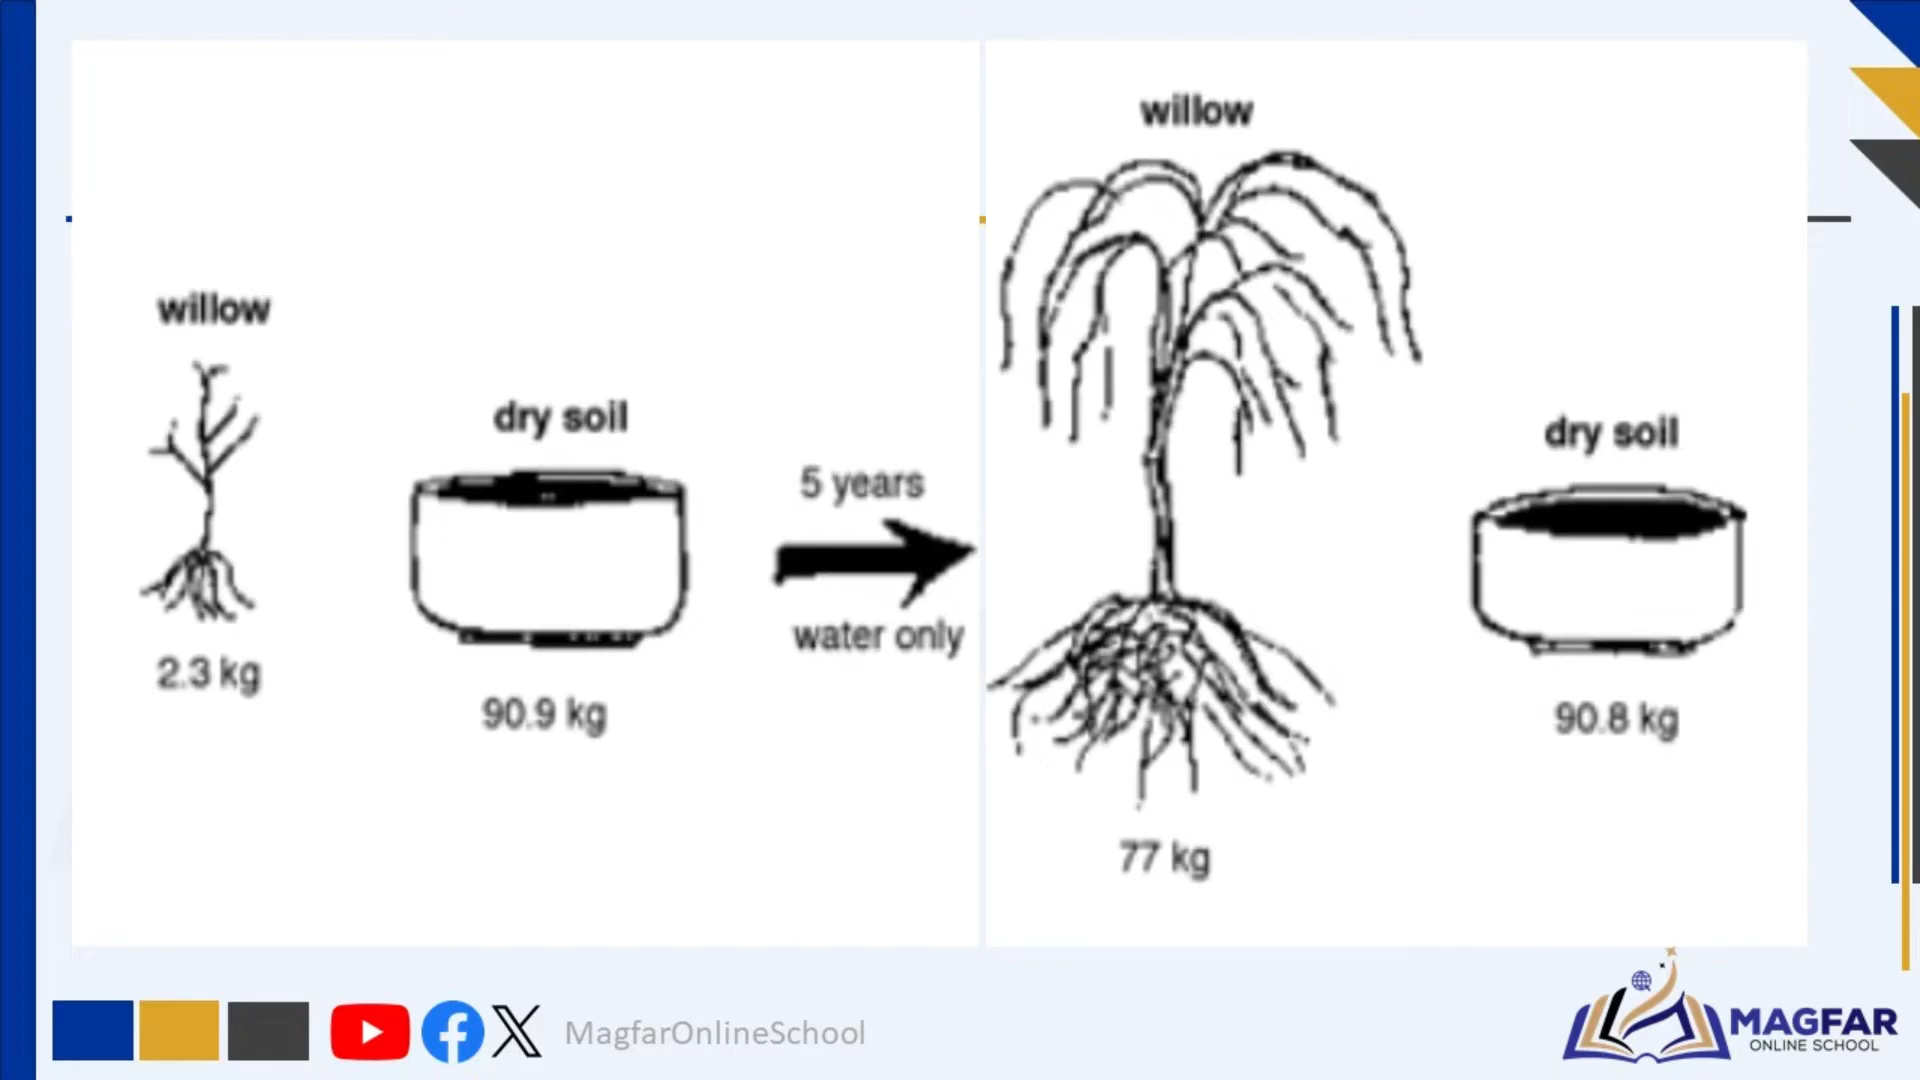 willow
dry soil
2.3 kg
90.9 kg
5 years
water only
willow
dry soil
77 kg
90.8 kg
MagfarOnlineSchool
MAGFAR
ONLINE SCHOOL